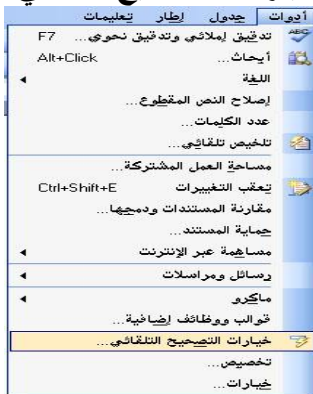 أدوات جدول إطار تعليمات
تدقيق إملائي وتدقيق نحوي... F7
أبحاث... Alt+Click
اللغة
إصلاح النص المقطوع...
عدد الكلمات...
تلخيص تلقائي...
مساحة العمل المشتركة...
تعقب التغييرات Ctrl+Shift+E
مقارنة المستندات ودمجها...
حماية المستند...
مساهمة عبر الإنترنت
رسائل ومراسلات
ماكرو
قوالب ووظائف إضافية...
خيارات التصحيح التلقائي...
تخصيص...
خيارات...